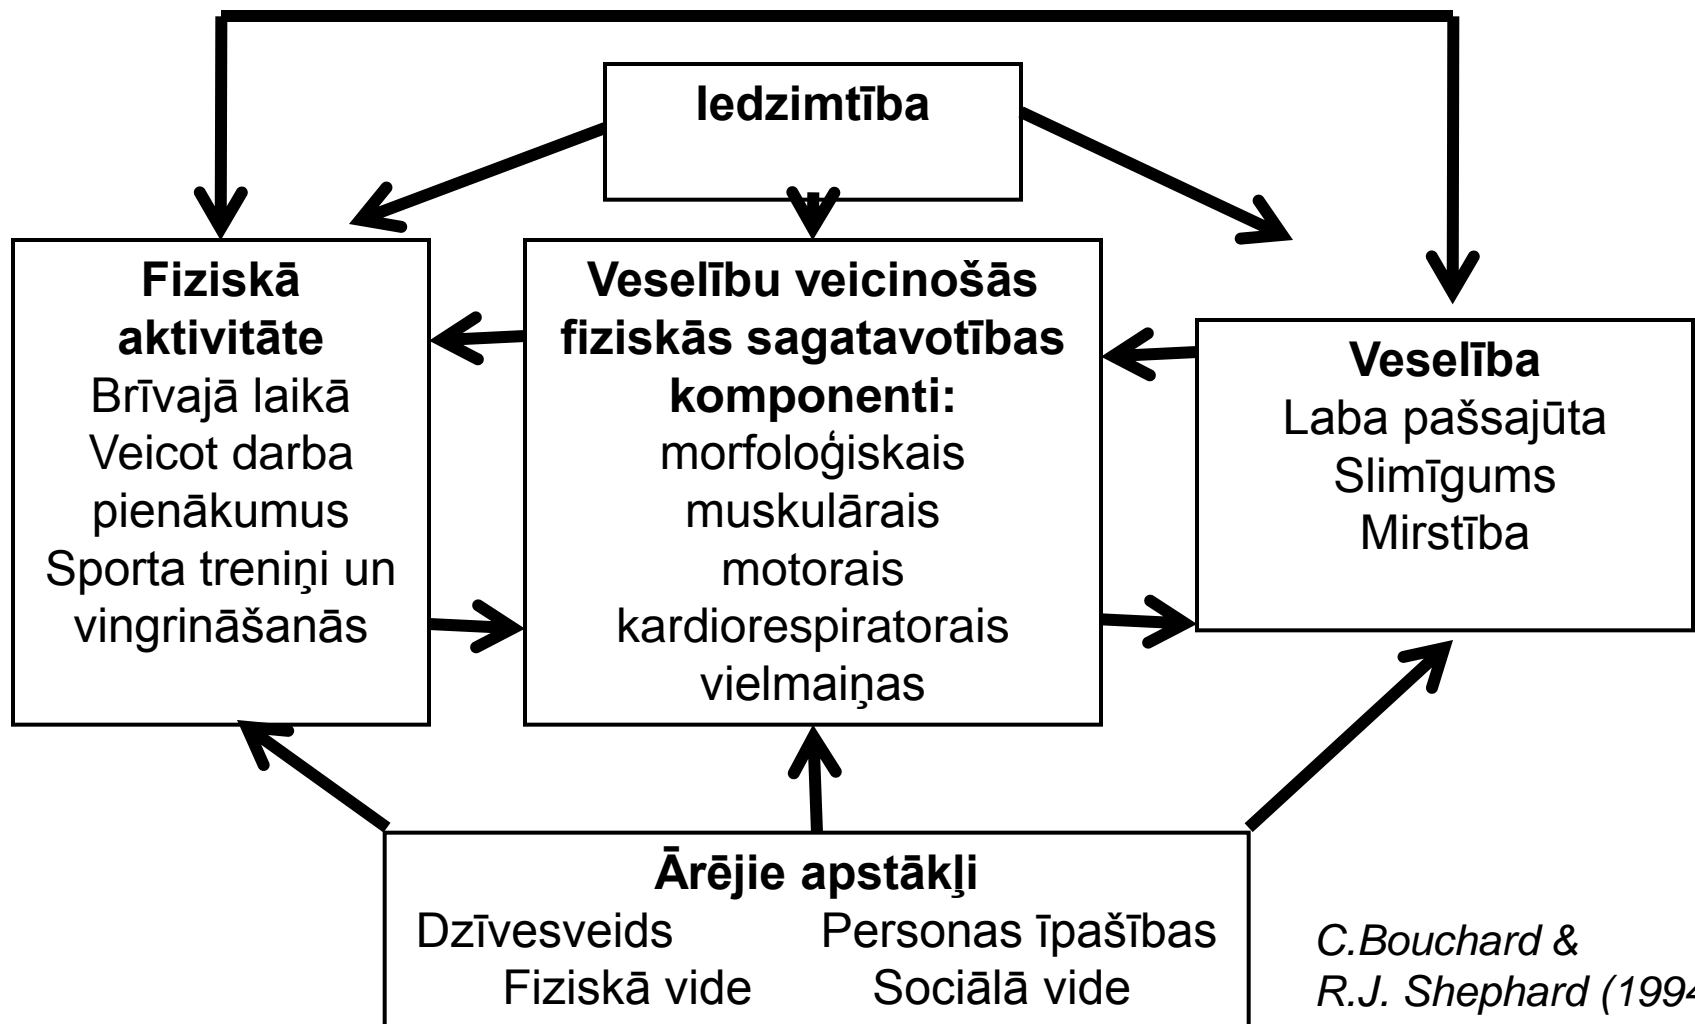 Iedzimtība
Fiziskā
aktivitāte
Brīvajā laikā
Veicot darba
pienākumus
Sporta treniņi un
vingrināšanās
Veselību veicinošās
fiziskās sagatavotības
komponenti:
morfoloģiskais
muskulārais
motorais
kardiorespiratorais
vielmaiņas
Veselība
Laba pašsajūta
Slimīgums
Mirstība
Ārējie apstākļi
Dzīvesveids Personas īpašības
Fiziskā vide Sociālā vide
C.Bouchard &
R.J. Shephard (1994